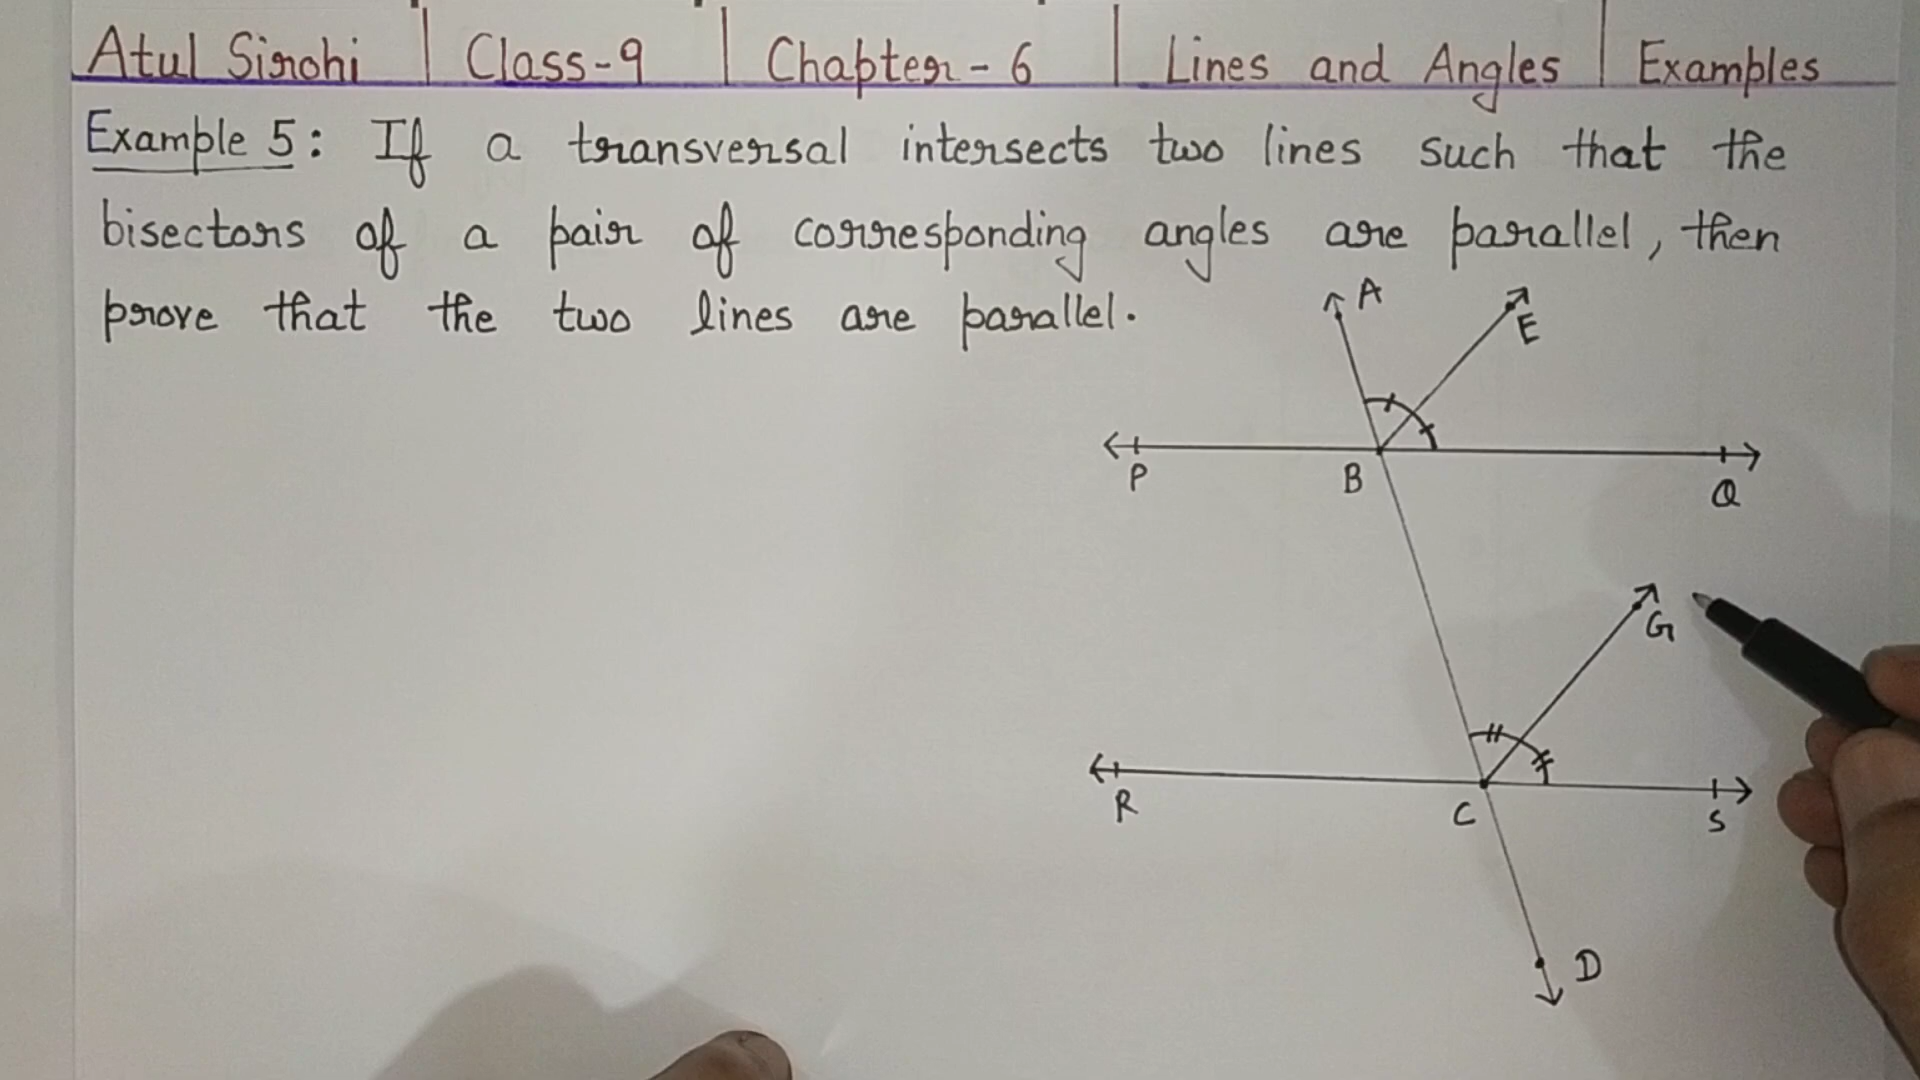 Atul Sirohi | Class-9 | Chapter-6 | Lines and Angles | Examples
Example 5: If a transversal intersects two lines such that the
bisectors of a pair of corresponding angles are parallel, then
prove that the two lines are parallel.
A
E
P
B
Q
G
R
C
S
D